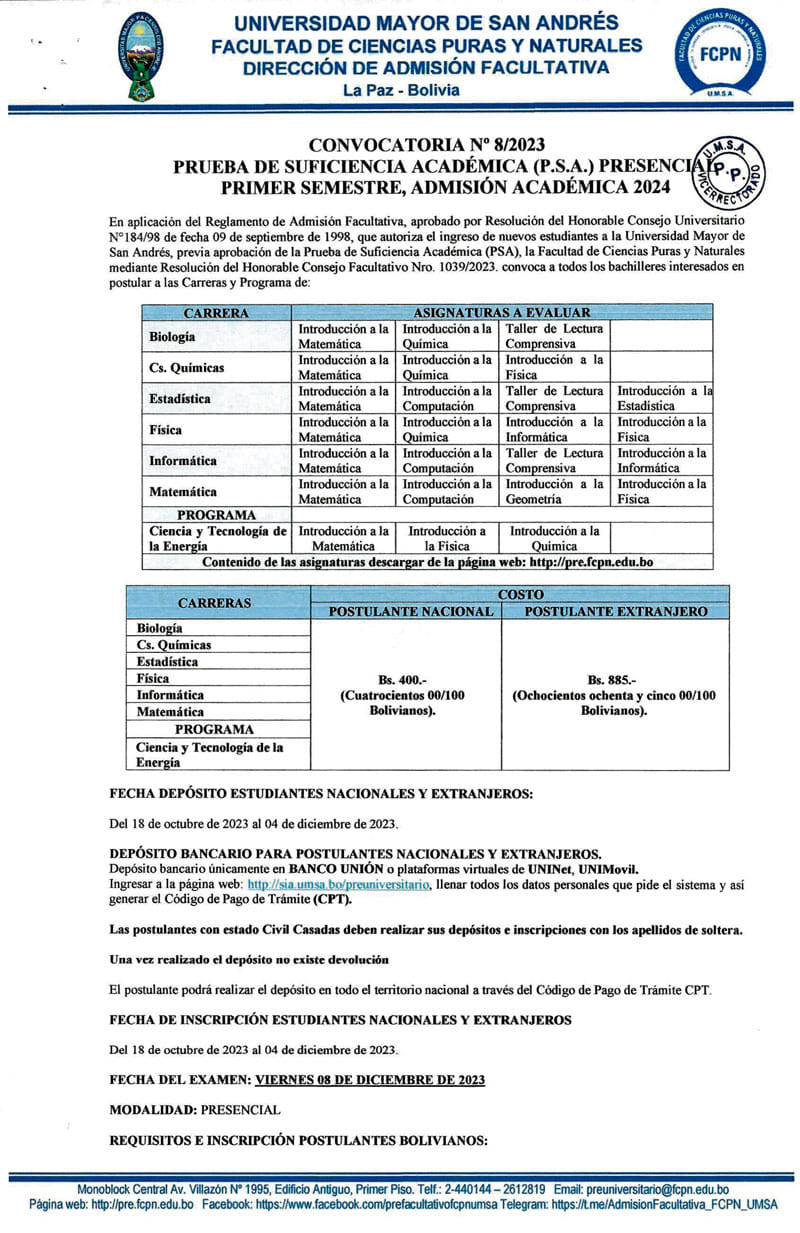 UNIVERSIDAD MAYOR DE SAN ANDRÉS
FACULTAD DE CIENCIAS PURAS Y NATURALES
DIRECCIÓN DE ADMISIÓN FACULTATIVA
La Paz - Bolivia
FACULTAD DE CIENCIAS PURAS Y NATURALES
FCPN
U.M.S.A.
CONVOCATORIA N° 8/2023
PRUEBA DE SUFICIENCIA ACADÉMICA (P.S.A.) PRESENCIAL
PRIMER SEMESTRE, ADMISIÓN ACADÉMICA 2024
U.M.S.A.
P.P.
VICERRECTORADO
En aplicación del Reglamento de Admisión Facultativa, aprobado por Resolución del Honorable Consejo Universitario
N°184/98 de fecha 09 de septiembre de 1998, que autoriza el ingreso de nuevos estudiantes a la Universidad Mayor de
San Andrés, previa aprobación de la Prueba de Suficiencia Académica (PSA), la Facultad de Ciencias Puras y Naturales
mediante Resolución del Honorable Consejo Facultativo Nro. 1039/2023. convoca a todos los bachilleres interesados en
postular a las Carreras y Programa de:
CARRERA ASIGNATURAS A EVALUAR
Biología Introducción a la Matemática Introducción a la Química Taller de Lectura Comprensiva
Cs. Químicas Introducción a la Matemática Introducción a la Química Introducción a la Física
Estadística Introducción a la Matemática Introducción a la Computación Taller de Lectura Comprensiva Introducción a la Estadística
Física Introducción a la Matemática Introducción a la Química Introducción a la Informática Introducción a la Física
Informática Introducción a la Matemática Introducción a la Computación Taller de Lectura Comprensiva Introducción a la Informática
Matemática Introducción a la Matemática Introducción a la Computación Introducción a la Geometría Introducción a la Física
PROGRAMA
Ciencia y Tecnología de la Energía Introducción a la Matemática Introducción a la Física Introducción a la Química
Contenido de las asignaturas descargar de la página web: http://pre.fcpn.edu.bo
CARRERAS COSTO
POSTULANTE NACIONAL POSTULANTE EXTRANJERO
Biología
Cs. Químicas
Estadística
Física
Informática
Matemática
PROGRAMA
Ciencia y Tecnología de la
Energía
Bs. 400.-
(Cuatrocientos 00/100
Bolivianos).
Bs. 885.-
(Ochocientos ochenta y cinco 00/100
Bolivianos).
FECHA DEPÓSITO ESTUDIANTES NACIONALES Y EXTRANJEROS:
Del 18 de octubre de 2023 al 04 de diciembre de 2023.
DEPÓSITO BANCARIO PARA POSTULANTES NACIONALES Y EXTRANJEROS.
Depósito bancario únicamente en BANCO UNIÓN o plataformas virtuales de UNINet, UNIMovil.
Ingresar a la página web: http://sia.umsa.bo/preuniversitario, llenar todos los datos personales que pide el sistema y así
generar el Código de Pago de Trámite (CPT).
Las postulantes con estado Civil Casadas deben realizar sus depósitos e inscripciones con los apellidos de soltera.
Una vez realizado el depósito no existe devolución
El postulante podrá realizar el depósito en todo el territorio nacional a través del Código de Pago de Trámite CPT.
FECHA DE INSCRIPCIÓN ESTUDIANTES NACIONALES Y EXTRANJEROS
Del 18 de octubre de 2023 al 04 de diciembre de 2023.
FECHA DEL EXAMEN: VIERNES 08 DE DICIEMBRE DE 2023
MODALIDAD: PRESENCIAL
REQUISITOS E INSCRIPCIÓN POSTULANTES BOLIVIANOS:
Monoblock Central Av. Villazón N° 1995, Edificio Antiguo, Primer Piso. Telf.: 2-440144 – 2612819 Email: preuniversitario@fcpn.edu.bo
Página web: http://pre.fcpn.edu.bo Facebook: https://www.facebook.com/prefacultativofcpnumsa Telegram: https://t.me/AdmisionFacultativa_FCPN_UMSA